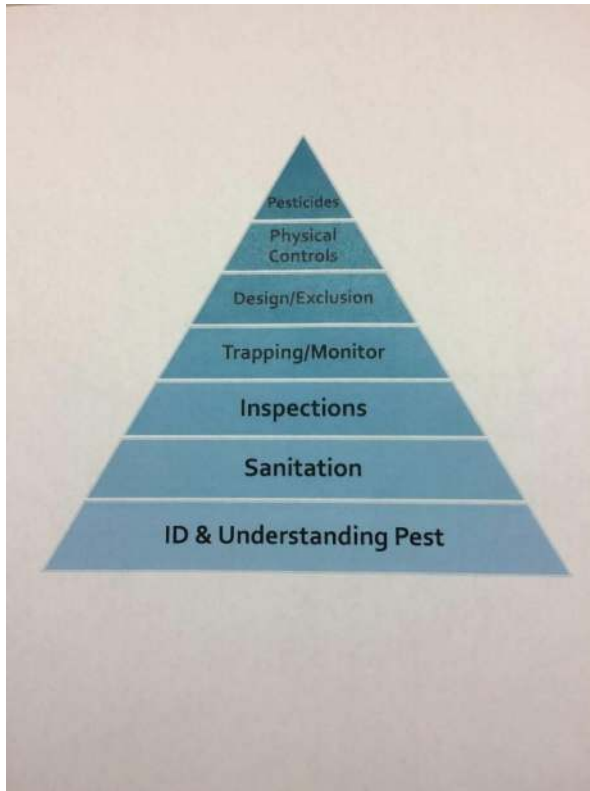 Pesticides
Physical
Controls
Design/Exclusion
Trapping/Monitor
Inspections
Sanitation
ID & Understanding Pest